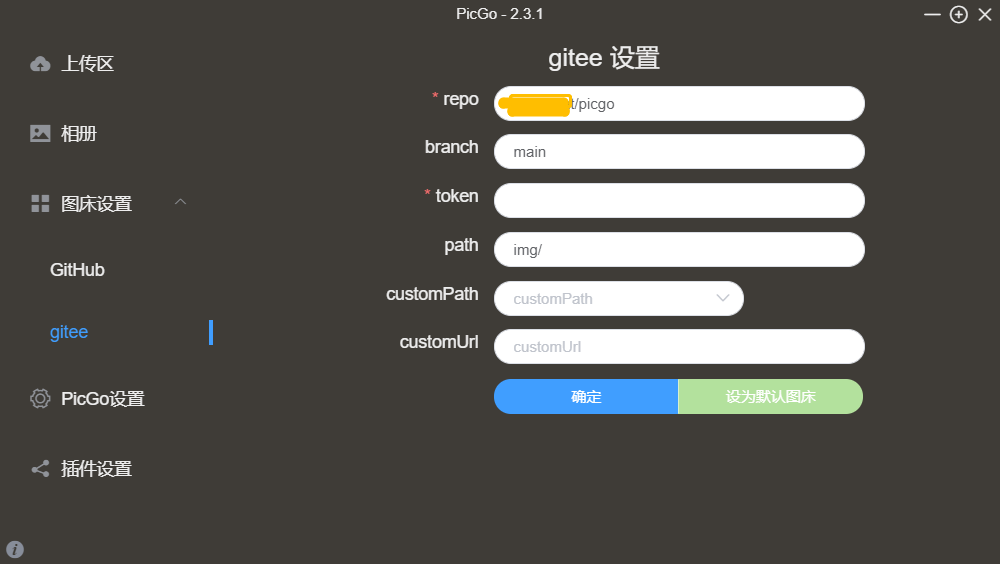 PicGo - 2.3.1
上传区
相册
图床设置
GitHub
gitee
PicGo设置
插件设置
gitee 设置
* repo
t/picgo
branch
main
* token
path
img/
customPath
customPath
customUrl
customUrl
确定
设为默认图床